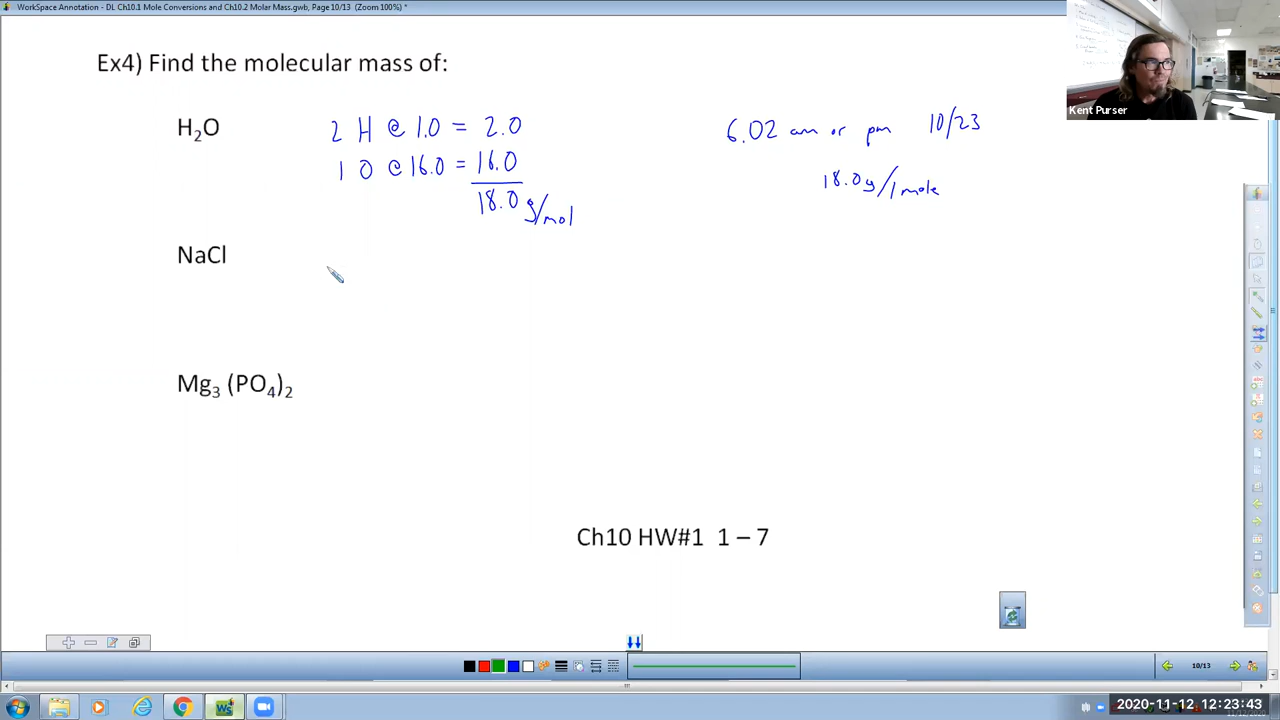 WorkSpace Annotation - DL Ch10.1 Mole Conversions and Ch10.2 Molar Mass.gwb, Page 10/13 (Zoom 100%) *
Kent Purser
Ex4) Find the molecular mass of:
H₂O
2 H @ 1.0 = 2.0
1 O @ 16.0 = 16.0
18.0 g/mol
6.02 am or pm 10/23
18.0g/1 mole
NaCl
Mg₃ (PO₄)₂
Ch10 HW#1 1 – 7
10/13
2020-11-12 12:23:43